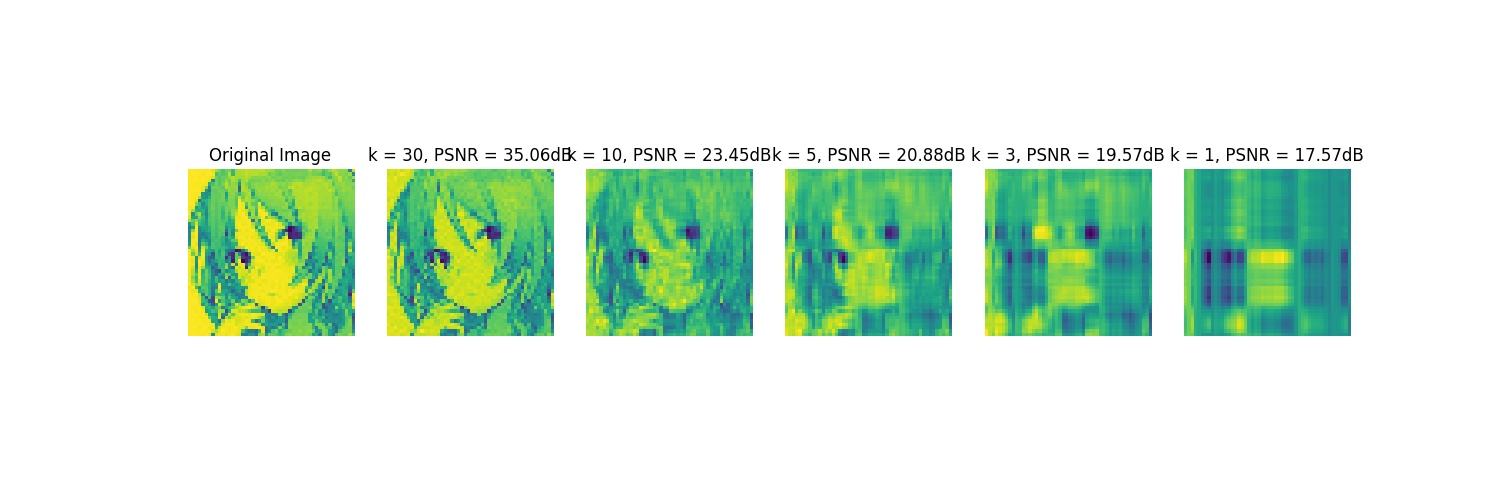 Original Image
k = 30, PSNR = 35.06dB
k = 10, PSNR = 23.45dB
k = 5, PSNR = 20.88dB
k = 3, PSNR = 19.57dB
k = 1, PSNR = 17.57dB